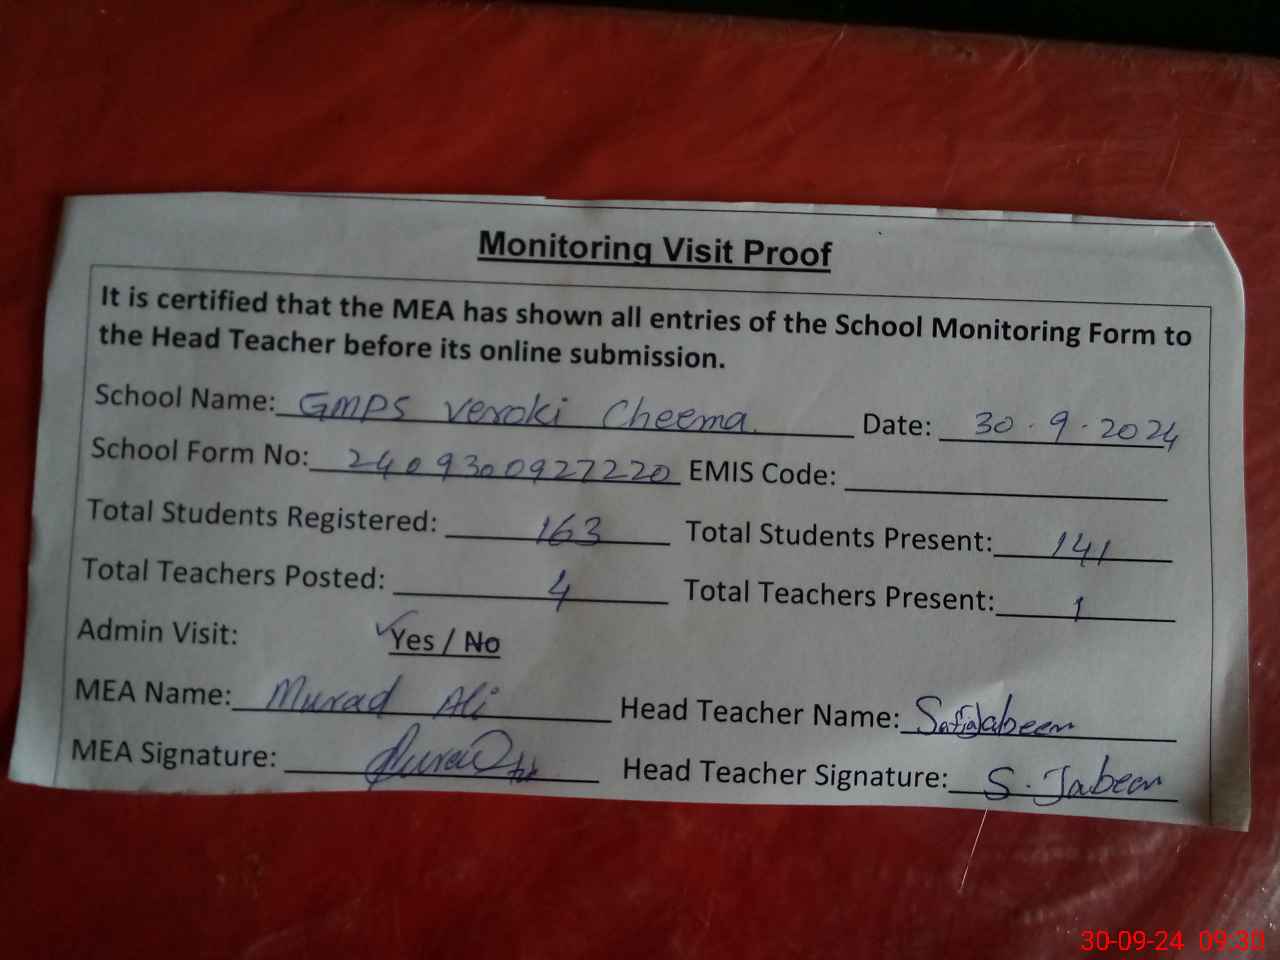 Monitoring Visit Proof
It is certified that the MEA has shown all entries of the School Monitoring Form to
the Head Teacher before its online submission.
School Name: GMPS Veroki Cheema. Date: 30.9.2024
School Form No: 2409300927220 EMIS Code:
Total Students Registered: 163 Total Students Present: 141
Total Teachers Posted: 4 Total Teachers Present: 1
Admin Visit: Yes / No
MEA Name: Murad Ali Head Teacher Name: Safia Jabeen
MEA Signature: Head Teacher Signature: S. Jabeen
30-09-24 09:30